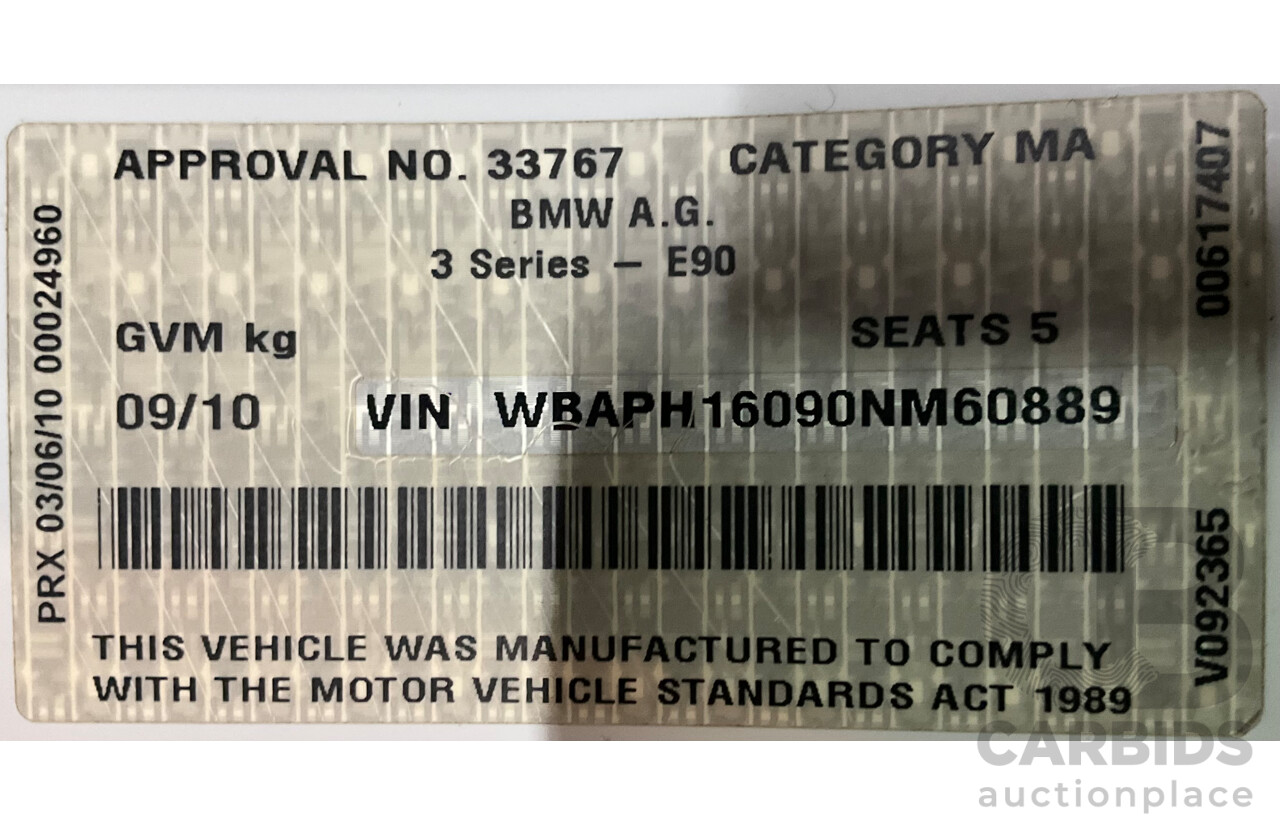 APPROVAL NO. 33767 CATEGORY MA
BMW A.G.
3 Series — E90
GVM kg SEATS 5
09/10 VIN WBAPH16090NM60889
THIS VEHICLE WAS MANUFACTURED TO COMPLY
WITH THE MOTOR VEHICLE STANDARDS ACT 1989
PRX 03/06/10 00024960
00617407
V092365
CARBIDS
auctionplace